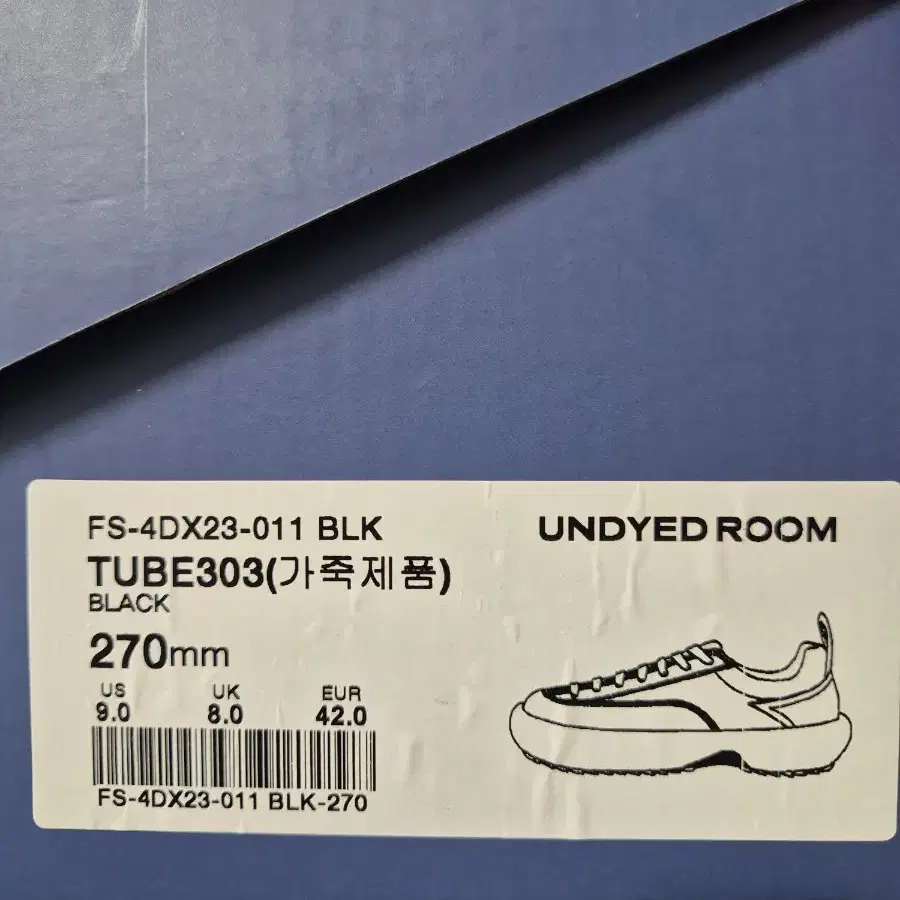 FS-4DX23-011 BLK
UNDYED ROOM
TUBE303(가죽제품)
BLACK
270mm
US UK EUR
9.0 8.0 42.0
FS-4DX23-011 BLK-270